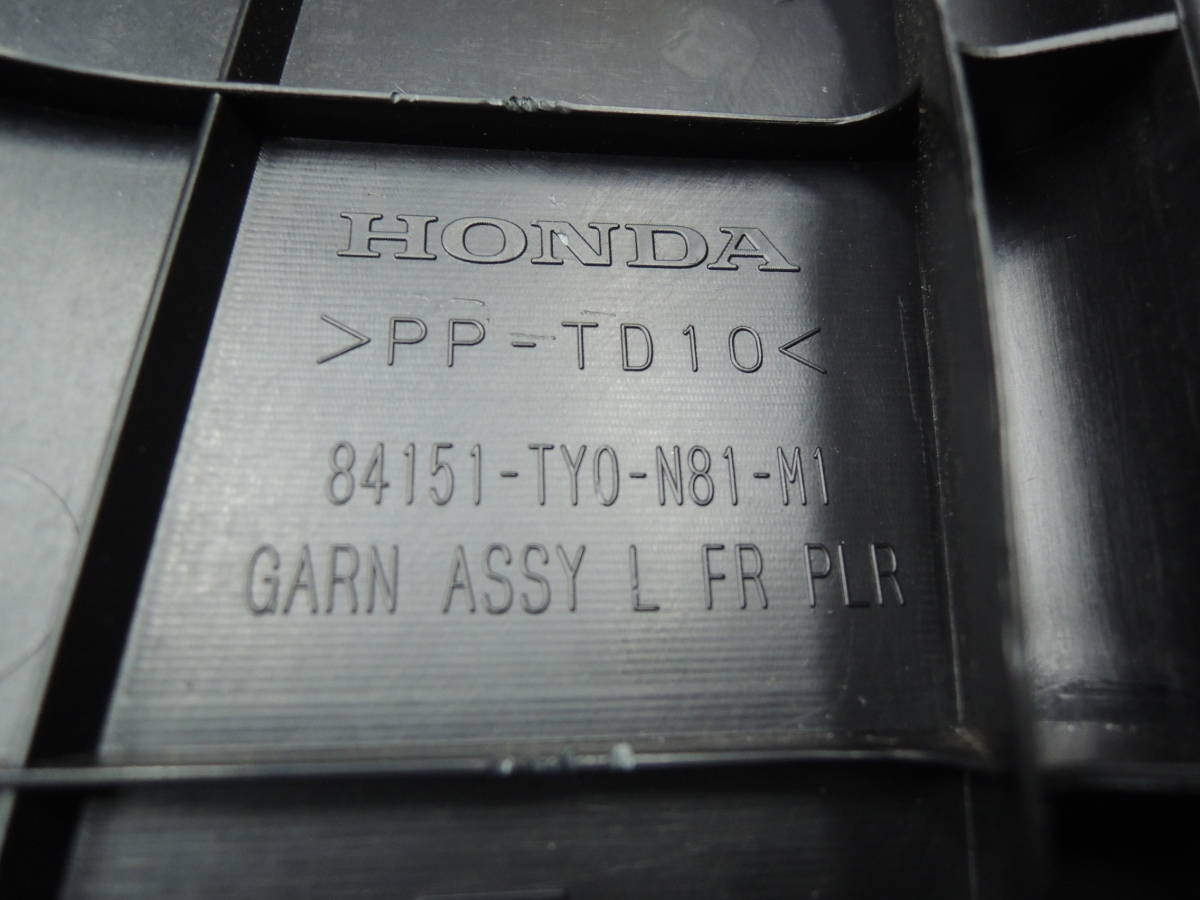 HONDA
>PP-TD10<
84151-TY0-N81-M1
GARN ASSY L FR PLR